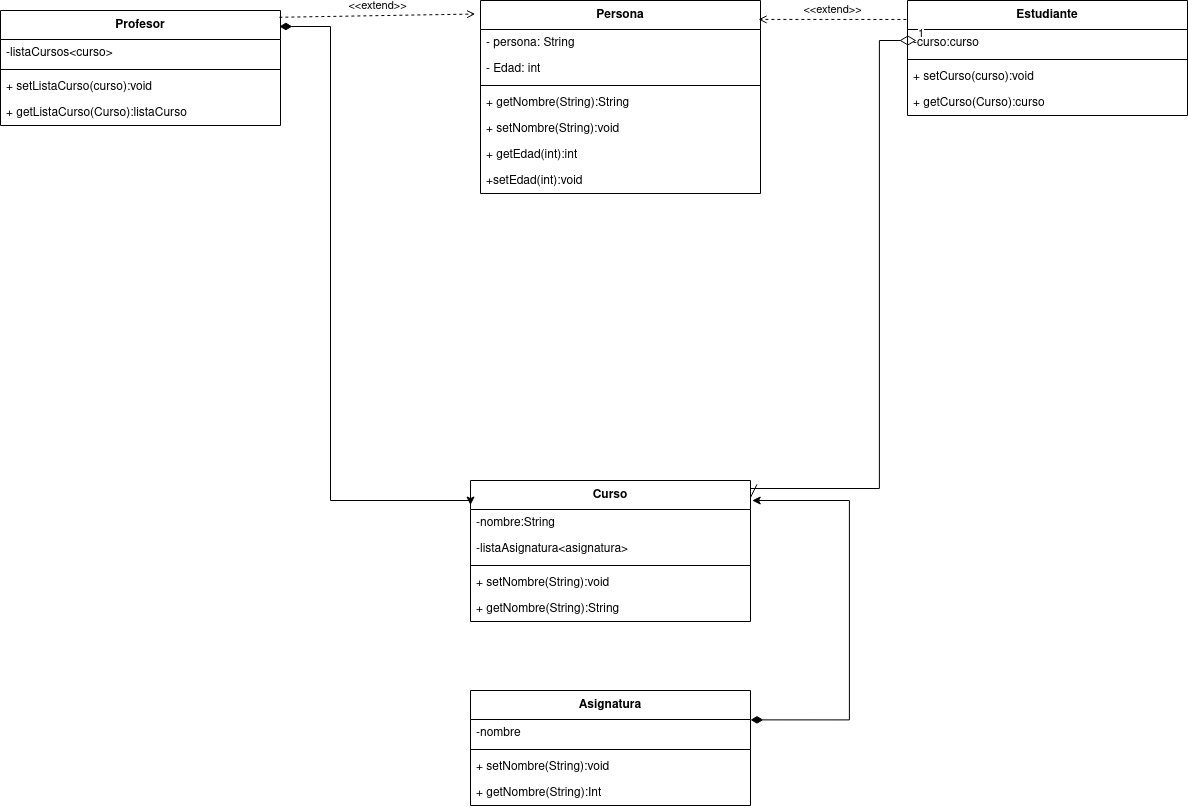 Profesor
-listaCursos<curso>
+ setListaCurso(curso):void
+ getListaCurso(Curso):listaCurso
<<extend>>
Persona
- persona: String
- Edad: int
+ getNombre(String):String
+ setNombre(String):void
+ getEdad(int):int
+setEdad(int):void
<<extend>>
Estudiante
1
-curso:curso
+ setCurso(curso):void
+ getCurso(Curso):curso
Curso
-nombre:String
-listaAsignatura<asignatura>
+ setNombre(String):void
+ getNombre(String):String
Asignatura
-nombre
+ setNombre(String):void
+ getNombre(String):Int